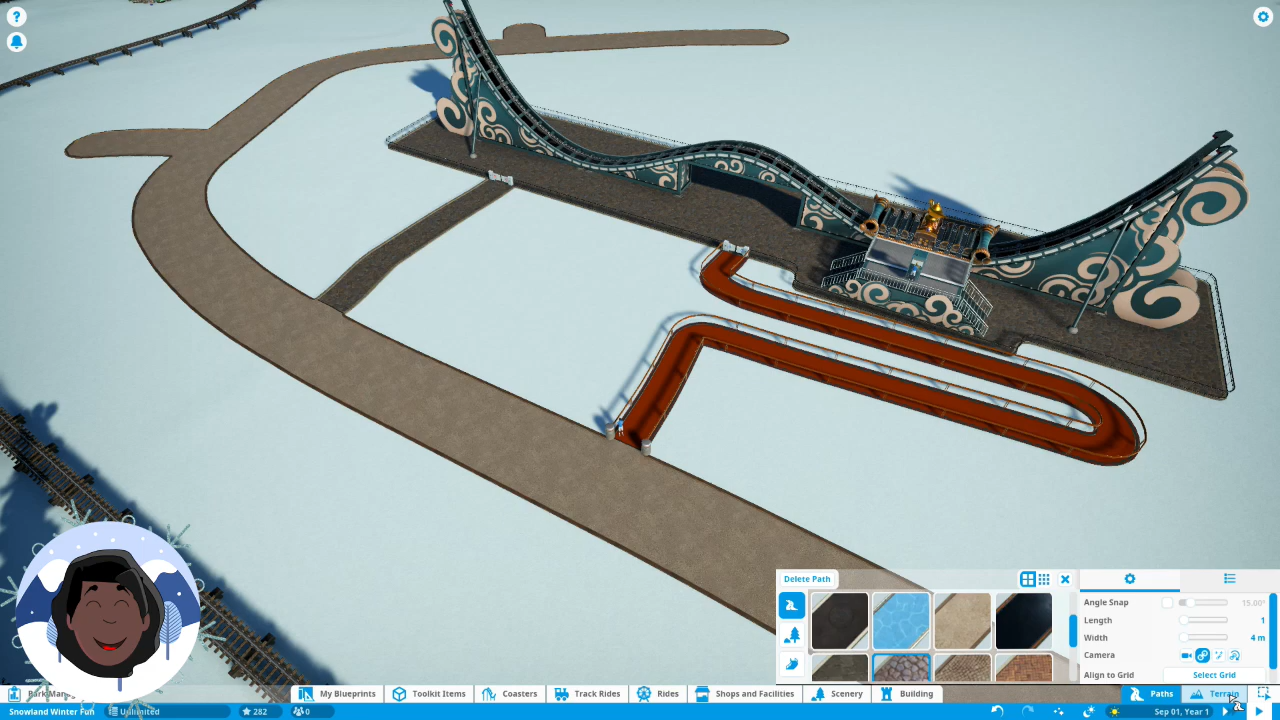 ?
Delete Path
Angle Snap 15.00°
Length 1
Width 4 m
Camera
Align to Grid Select Grid
My Blueprints Toolkit Items Coasters Track Rides Rides Shops and Facilities Scenery Building Paths Terrain
Snowland Winter Fun Unlimited 282 0 Sep 01, Year 1